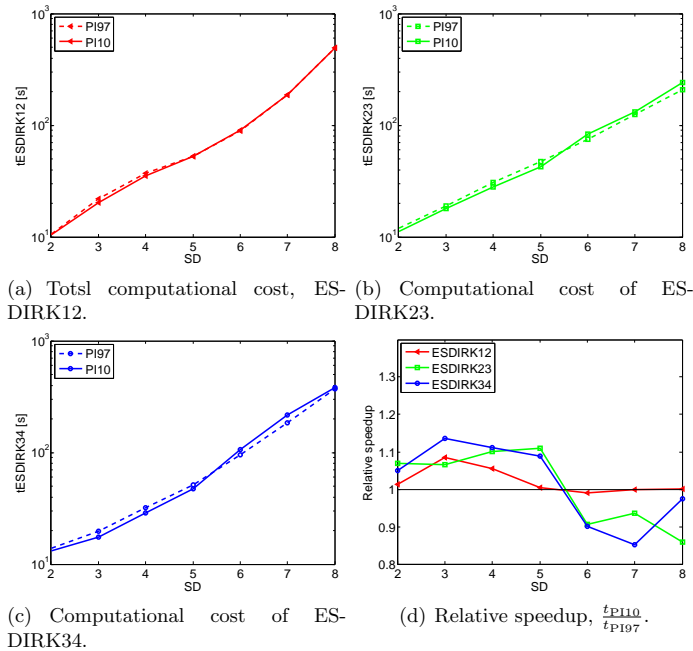 PI97
PI10
tESDIRK12 [s]
10³
10²
10¹
2 3 4 5 6 7 8
SD
(a) Totsl computational cost, ES-
DIRK12.
PI97
PI10
tESDIRK23 [s]
10³
10²
10¹
2 3 4 5 6 7 8
SD
(b) Computational cost of ES-
DIRK23.
PI97
PI10
tESDIRK34 [s]
10³
10²
10¹
2 3 4 5 6 7 8
SD
(c) Computational cost of ES-
DIRK34.
ESDIRK12
ESDIRK23
ESDIRK34
Relative speedup
1.3
1.2
1.1
1.0
0.9
0.8
2 3 4 5 6 7 8
SD
(d) Relative speedup, tPI10/tPI97.